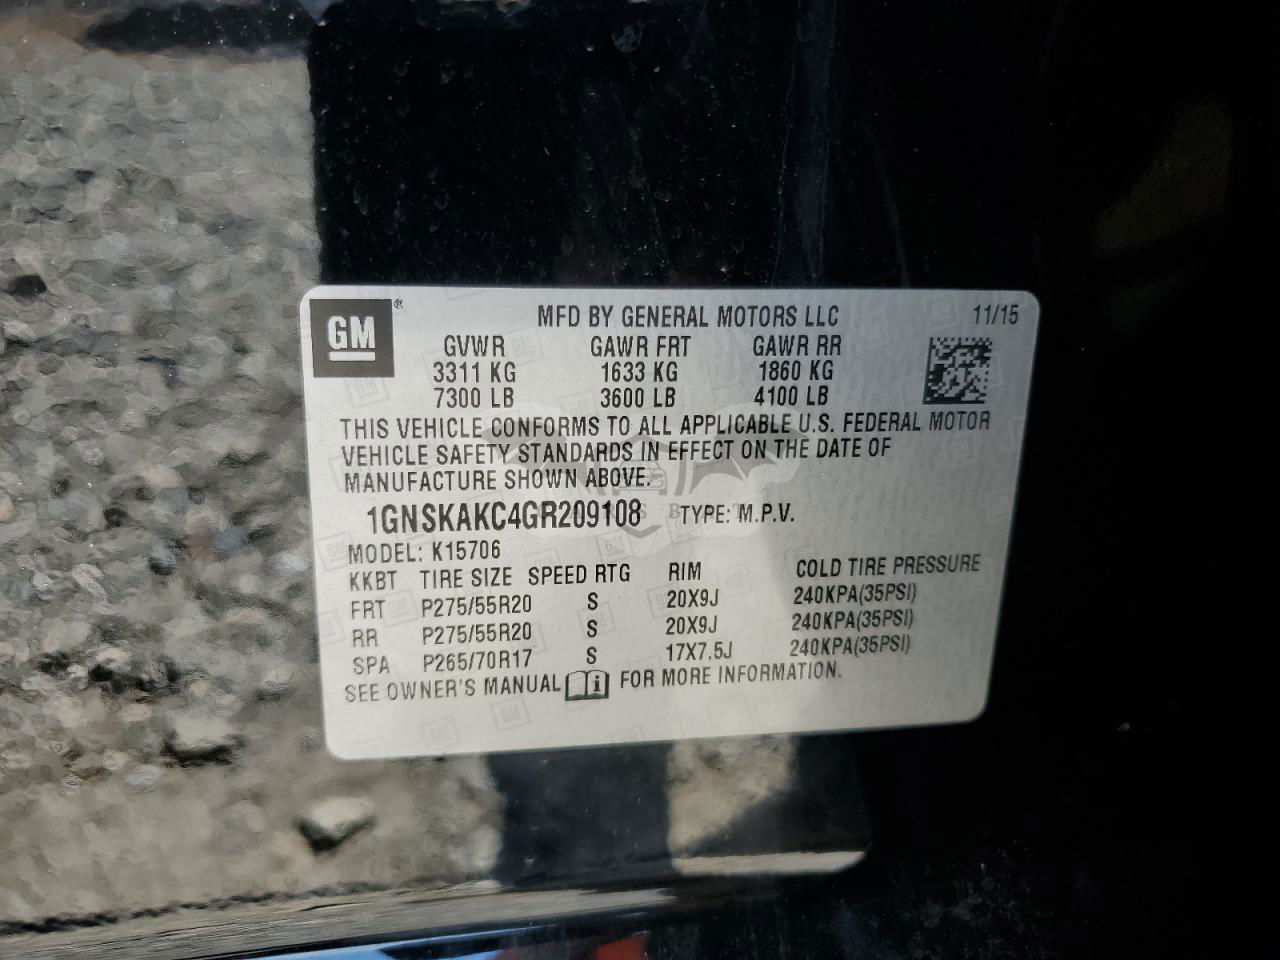 GM®
MFD BY GENERAL MOTORS LLC 11/15
GVWR GAWR FRT GAWR RR
3311 KG 1633 KG 1860 KG
7300 LB 3600 LB 4100 LB
THIS VEHICLE CONFORMS TO ALL APPLICABLE U.S. FEDERAL MOTOR
VEHICLE SAFETY STANDARDS IN EFFECT ON THE DATE OF
MANUFACTURE SHOWN ABOVE.
1GNSKAKC4GR209108 TYPE: M.P.V.
MODEL: K15706
KKBT TIRE SIZE SPEED RTG RIM COLD TIRE PRESSURE
FRT P275/55R20 S 20X9J 240KPA(35PSI)
RR P275/55R20 S 20X9J 240KPA(35PSI)
SPA P265/70R17 S 17X7.5J 240KPA(35PSI)
SEE OWNER'S MANUAL FOR MORE INFORMATION.